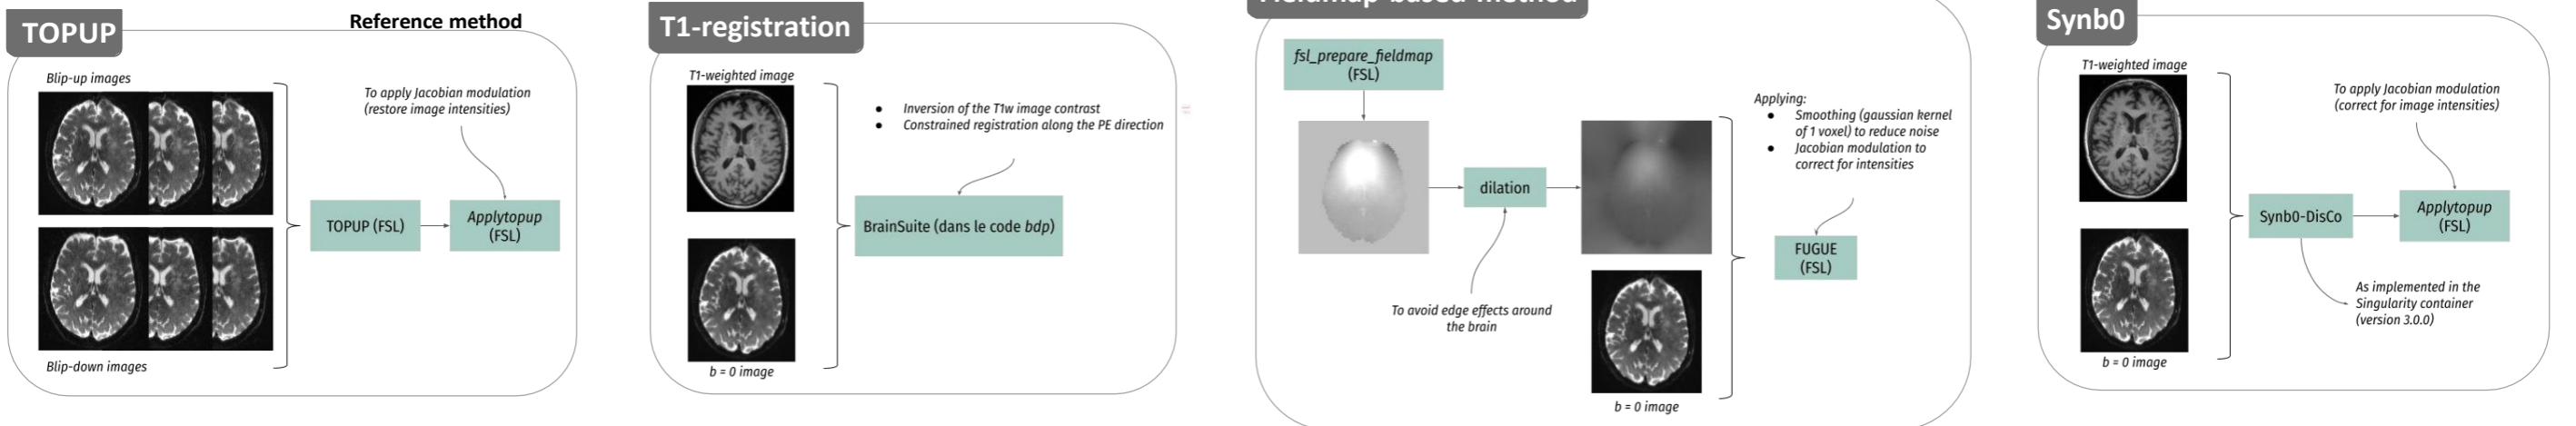 TOPUP
Reference method
Blip-up images
To apply Jacobian modulation
(restore image intensities)
TOPUP (FSL)
Applytopup
(FSL)
Blip-down images
T1-registration
T1-weighted image
● Inversion of the T1w image contrast
● Constrained registration along the PE direction
BrainSuite (dans le code bdp)
b = 0 image
Fieldmap-based method
fsl_prepare_fieldmap
(FSL)
dilation
To avoid edge effects around
the brain
Applying:
● Smoothing (gaussian kernel
of 1 voxel) to reduce noise
● Jacobian modulation to
correct for intensities
FUGUE
(FSL)
b = 0 image
Synb0
T1-weighted image
To apply Jacobian modulation
(correct for image intensities)
Synb0-DisCo
Applytopup
(FSL)
As implemented in the
Singularity container
(version 3.0.0)
b = 0 image